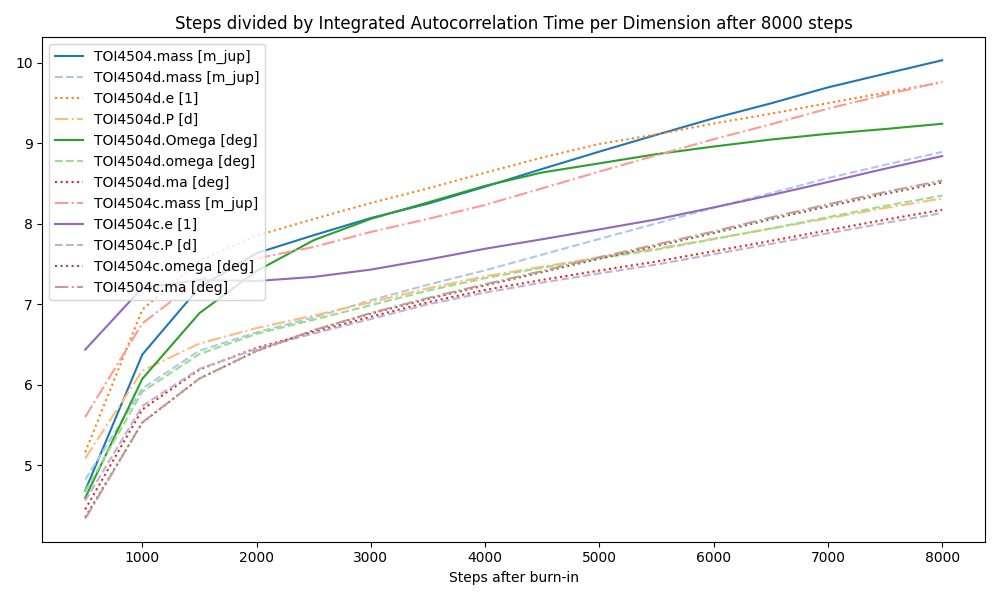 Steps divided by Integrated Autocorrelation Time per Dimension after 8000 steps
10
9
8
7
6
5
TOI4504.mass [m_jup]
TOI4504d.mass [m_jup]
TOI4504d.e [1]
TOI4504d.P [d]
TOI4504d.Omega [deg]
TOI4504d.omega [deg]
TOI4504d.ma [deg]
TOI4504c.mass [m_jup]
TOI4504c.e [1]
TOI4504c.P [d]
TOI4504c.omega [deg]
TOI4504c.ma [deg]
1000 2000 3000 4000 5000 6000 7000 8000
Steps after burn-in